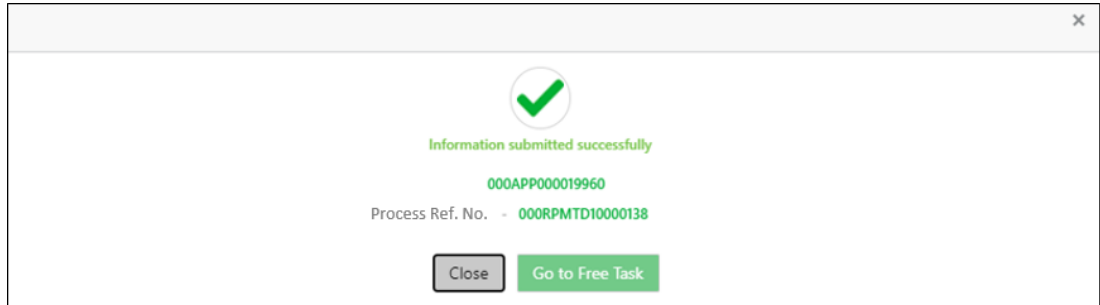 Information submitted successfully
000APP000019960
Process Ref. No. - 000RPMTD10000138
Close Go to Free Task